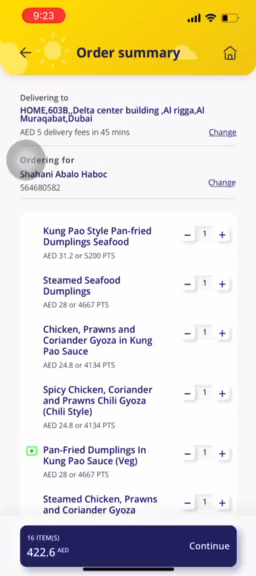 9:23
Order summary
Delivering to
HOME,603B,,Delta center building ,Al rigga,Al
Muraqabat,Dubai
AED 5 delivery fees in 45 mins
Change
Ordering for
Shahani Abalo Haboc
564680582
Change
Kung Pao Style Pan-fried
Dumplings Seafood
1
AED 31.2 or 5200 PTS
Steamed Seafood
Dumplings
1
AED 28 or 4667 PTS
Chicken, Prawns and
Coriander Gyoza in Kung
Pao Sauce
1
AED 24.8 or 4134 PTS
Spicy Chicken, Coriander
and Prawns Chili Gyoza
(Chili Style)
1
AED 24.8 or 4134 PTS
Pan-Fried Dumplings In
Kung Pao Sauce (Veg)
1
AED 28 or 4667 PTS
Steamed Chicken, Prawns
and Coriander Gyoza
1
16 ITEM(S)
422.6 AED
Continue